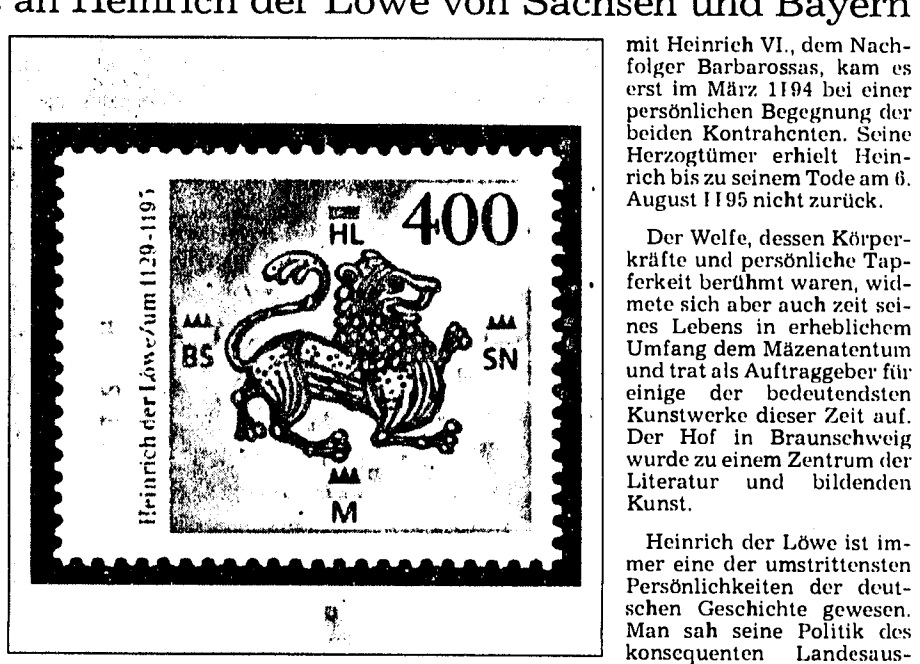 an Heinrich der Löwe von Sachsen und Bayern
Heinrich der Löwe/um 1129-1195
400
HL
BS
SN
M
mit Heinrich VI., dem Nach-
folger Barbarossas, kam es
erst im März 1194 bei einer
persönlichen Begegnung der
beiden Kontrahenten. Seine
Herzogtümer erhielt Hein-
rich bis zu seinem Tode am 6.
August 1195 nicht zurück.
Der Welfe, dessen Körper-
kräfte und persönliche Tap-
ferkeit berühmt waren, wid-
mete sich aber auch zeit sei-
nes Lebens in erheblichem
Umfang dem Mäzenatentum
und trat als Auftraggeber für
einige der bedeutendsten
Kunstwerke dieser Zeit auf.
Der Hof in Braunschweig
wurde zu einem Zentrum der
Literatur und bildenden
Kunst.
Heinrich der Löwe ist im-
mer eine der umstrittensten
Persönlichkeiten der deut-
schen Geschichte gewesen.
Man sah seine Politik des
konsequenten Landesaus-